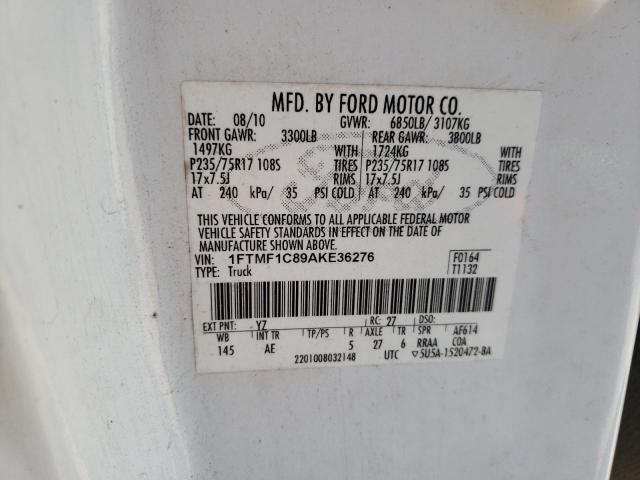 MFD. BY FORD MOTOR CO.
DATE: 08/10 GVWR: 6850LB/ 3107KG
FRONT GAWR: 3300LB REAR GAWR: 3800LB
1497KG WITH 1724KG WITH
P235/75R17 108S TIRES P235/75R17 108S TIRES
17x7.5J RIMS 17x7.5J RIMS
AT 240 kPa/ 35 PSI COLD AT 240 kPa/ 35 PSI COLD
THIS VEHICLE CONFORMS TO ALL APPLICABLE FEDERAL MOTOR
VEHICLE SAFETY STANDARDS IN EFFECT ON THE DATE OF
MANUFACTURE SHOWN ABOVE.
VIN: 1FTMF1C89AKE36276 F0164
TYPE: Truck T1132
EXT PNT: YZ RC: 27 DSO:
WB INT TR TP/PS R AXLE TR SPR AF614
145 AE 5 27 6 RRAA COA
2201008032148 UTC ▽5U5A-1520472-BA